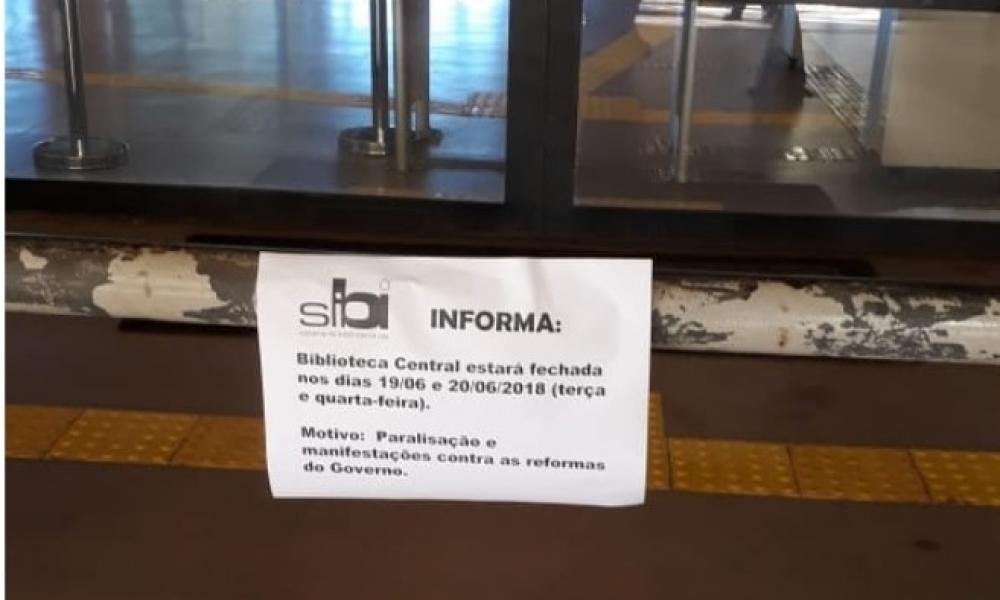 sibi
INFORMA:
Biblioteca Central estará fechada
nos dias 19/06 e 20/06/2018 (terça
e quarta-feira).
Motivo: Paralisação e
manifestações contra as reformas
do Governo.